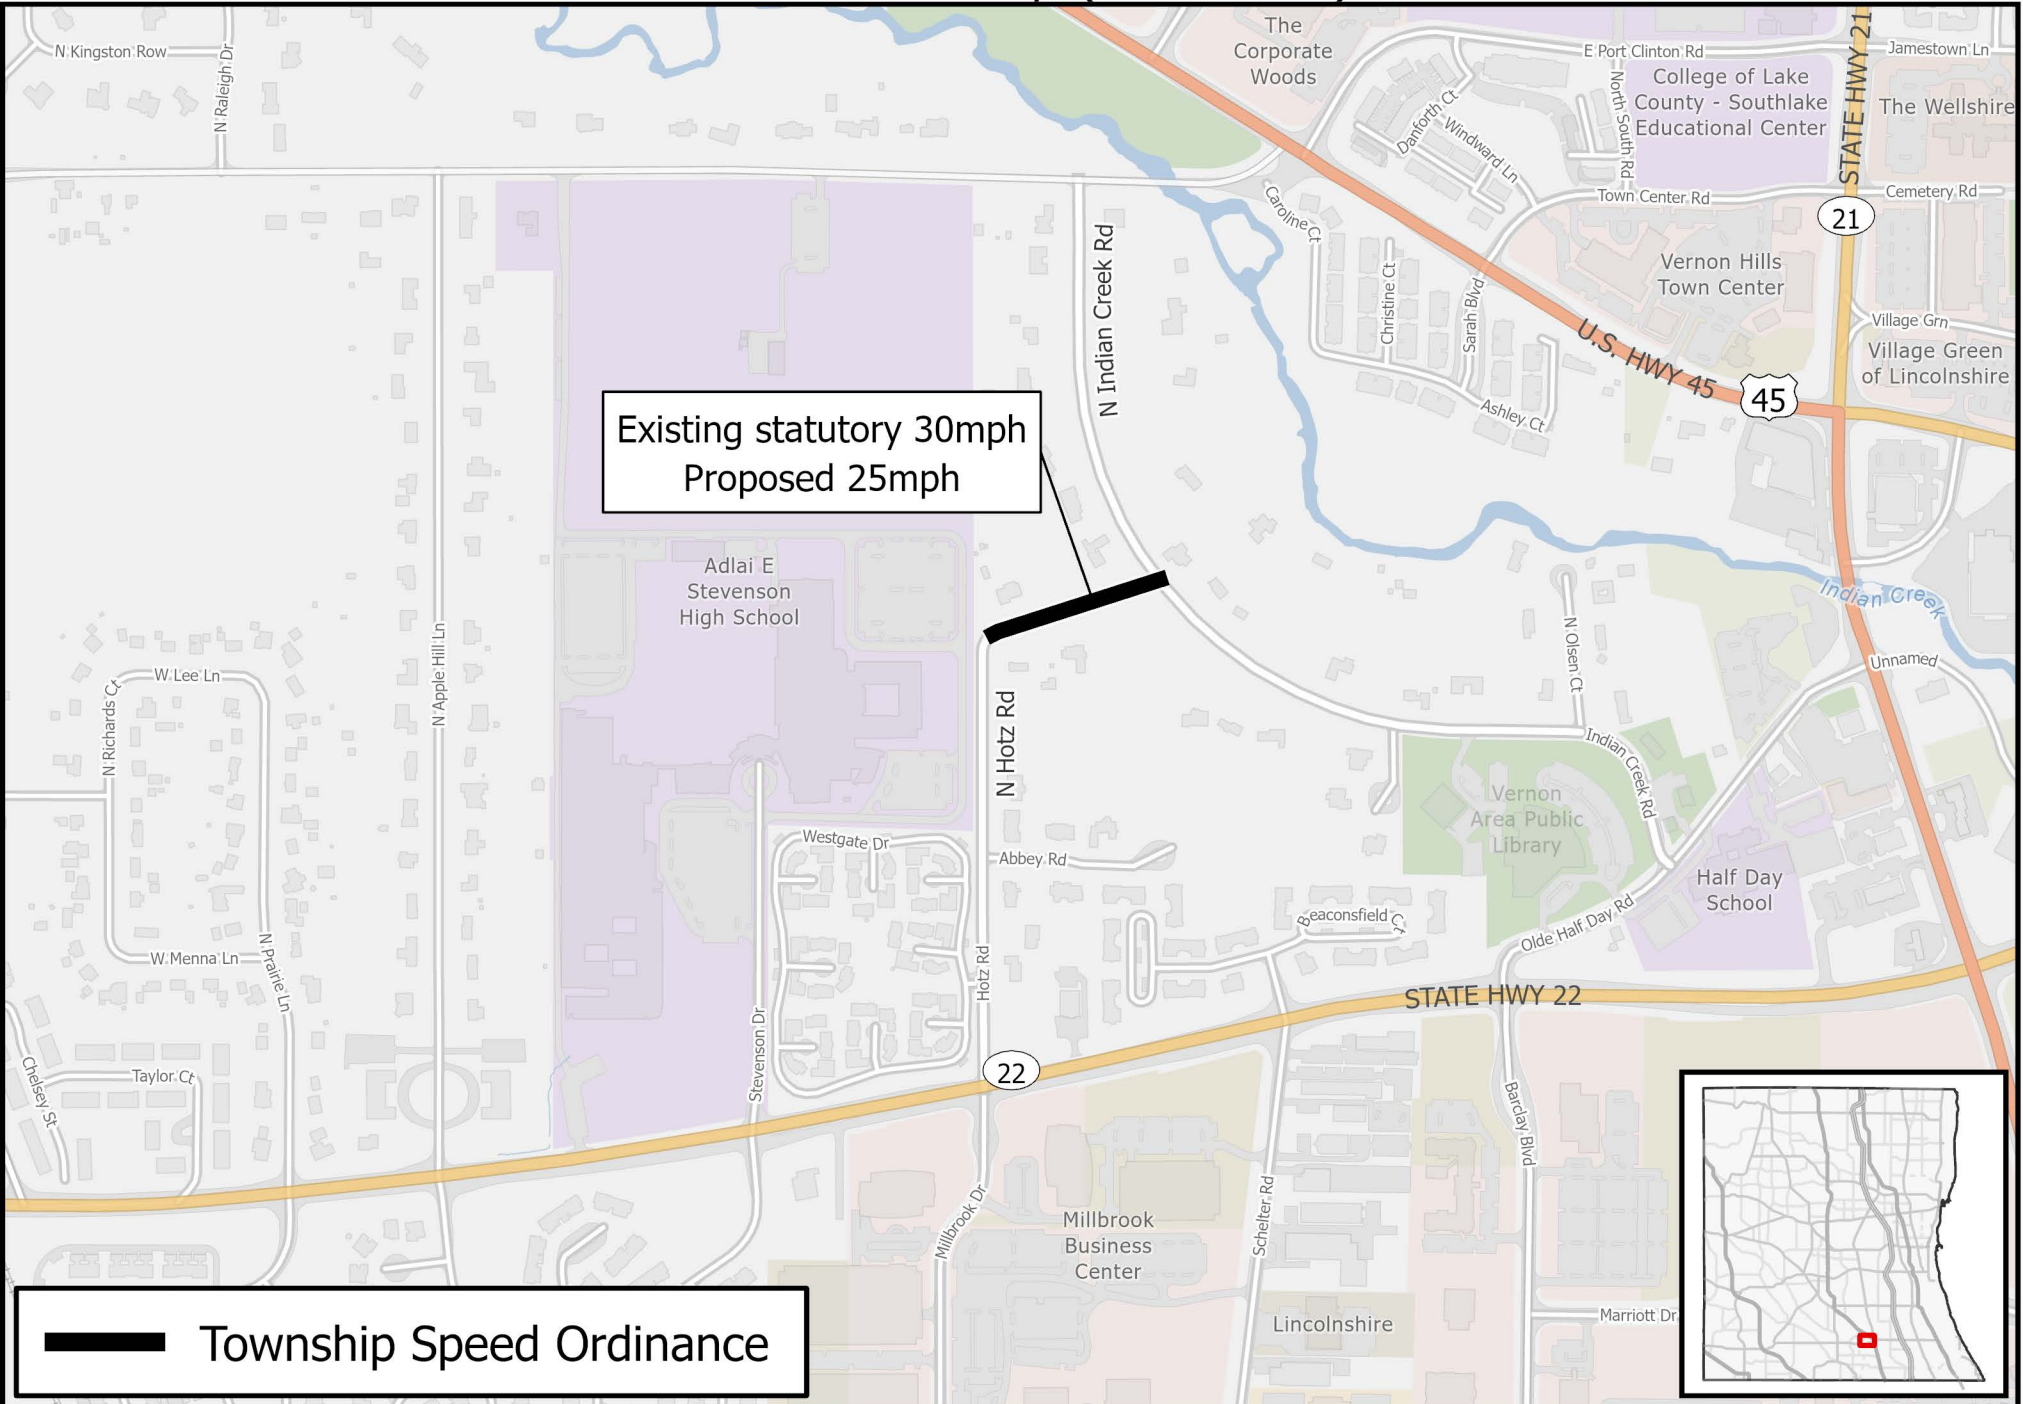 N Kingston Row
N Raleigh Dr
The
Corporate
Woods
E Port Clinton Rd
Jamestown Ln
STATE HWY 21
North South Rd
College of Lake
County - Southlake
Educational Center
The Wellshire
Danforth Ct
Windward Ln
Town Center Rd
Cemetery Rd
21
Caroline Ct
N Indian Creek Rd
Christine Ct
Sarah Blvd
Vernon Hills
Town Center
Village Grn
Village Green
of Lincolnshire
U.S. HWY 45
45
Ashley Ct
Existing statutory 30mph
Proposed 25mph
Adlai E
Stevenson
High School
Indian Creek
N Olsen Ct
Unnamed
N Apple Hill Ln
W Lee Ln
N Richards Ct
N Hotz Rd
Indian Creek Rd
Vernon
Area Public
Library
Westgate Dr
Abbey Rd
Half Day
School
Beaconsfield Ct
Olde Half Day Rd
W Menna Ln
N Prairie Ln
Hotz Rd
STATE HWY 22
Stevenson Dr
22
Chelsey St
Taylor Ct
Barclay Blvd
Millbrook Dr
Schelter Rd
Millbrook
Business
Center
Lincolnshire
Marriott Dr
Township Speed Ordinance